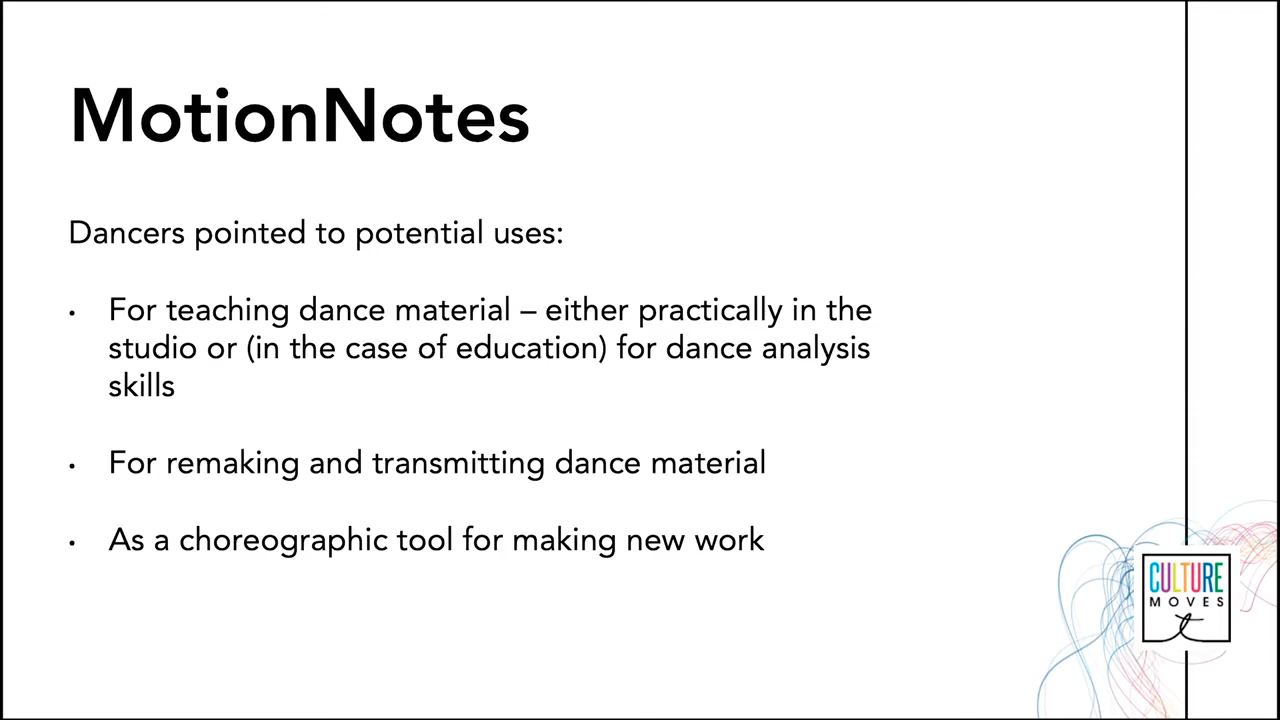 MotionNotes
Dancers pointed to potential uses:
• For teaching dance material – either practically in the
studio or (in the case of education) for dance analysis
skills
• For remaking and transmitting dance material
• As a choreographic tool for making new work
CULTURE
MOVES